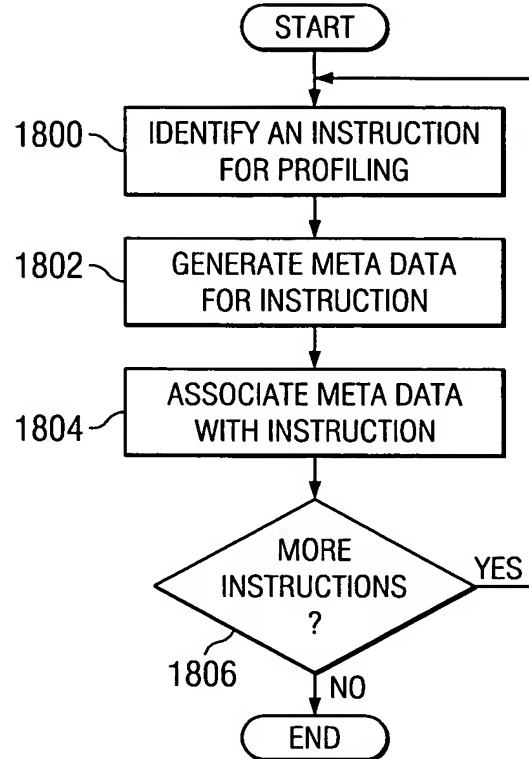 START
1800
IDENTIFY AN INSTRUCTION
FOR PROFILING
1802
GENERATE META DATA
FOR INSTRUCTION
1804
ASSOCIATE META DATA
WITH INSTRUCTION
MORE
INSTRUCTIONS
?
YES
1806
NO
END